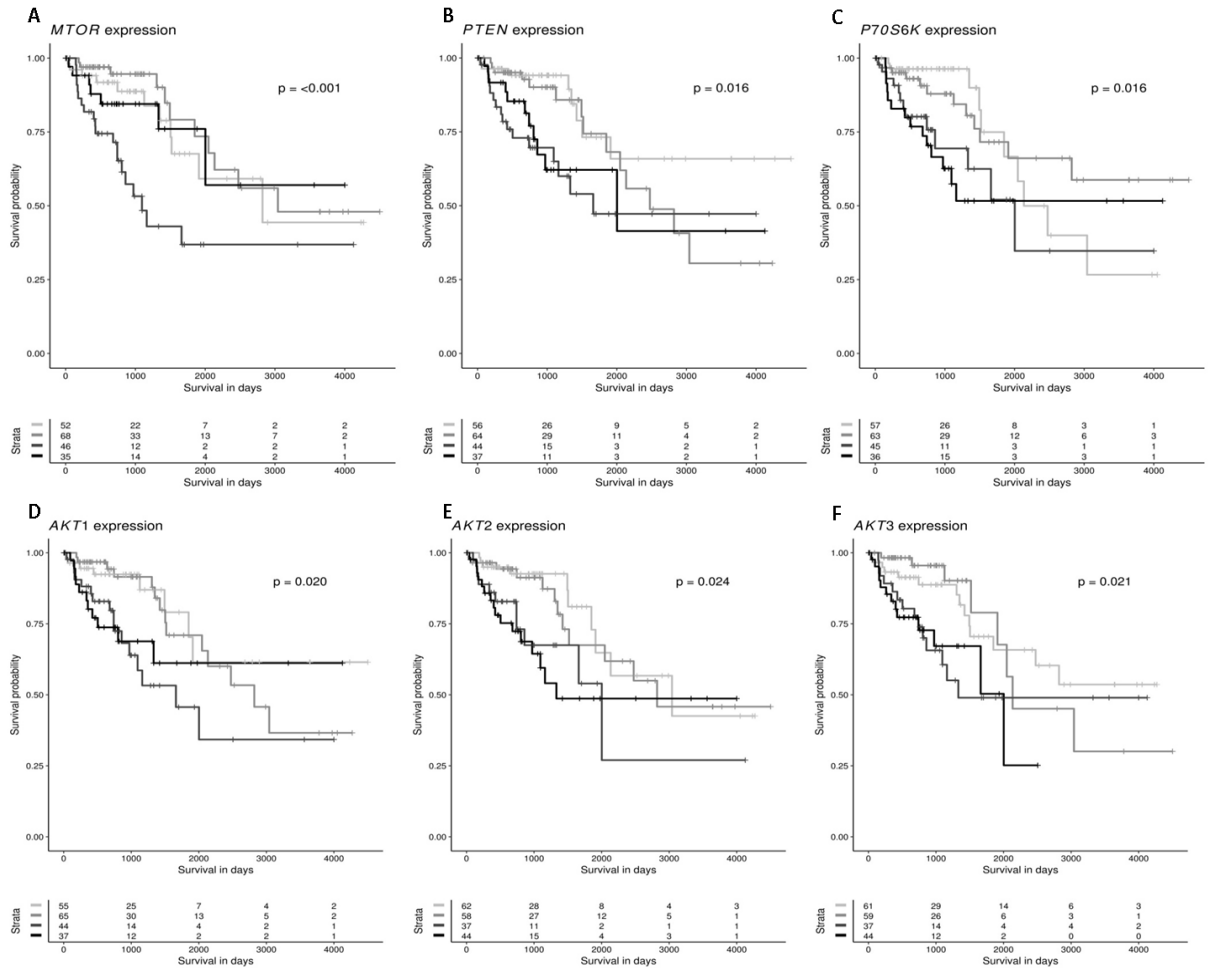 A
MTOR expression
1.00
0.75
0.50
0.25
0.00
Survival probability
p = <0.001
0 1000 2000 3000 4000
Survival in days
Strata
52 22 7 2 2
68 33 13 7 2
46 12 2 2 1
35 14 4 2 1
0 1000 2000 3000 4000
Survival in days
B
PTEN expression
1.00
0.75
0.50
0.25
0.00
Survival probability
p = 0.016
0 1000 2000 3000 4000
Survival in days
Strata
56 26 9 5 2
64 29 11 4 2
44 15 3 2 1
37 11 3 2 1
0 1000 2000 3000 4000
Survival in days
C
P70S6K expression
1.00
0.75
0.50
0.25
0.00
Survival probability
p = 0.016
0 1000 2000 3000 4000
Survival in days
Strata
57 26 8 3 1
63 29 12 6 3
45 11 3 1 1
36 15 3 3 1
0 1000 2000 3000 4000
Survival in days
D
AKT1 expression
1.00
0.75
0.50
0.25
0.00
Survival probability
p = 0.020
0 1000 2000 3000 4000
Survival in days
Strata
55 25 7 4 2
65 30 13 5 2
44 14 4 2 1
37 12 2 2 1
0 1000 2000 3000 4000
Survival in days
E
AKT2 expression
1.00
0.75
0.50
0.25
0.00
Survival probability
p = 0.024
0 1000 2000 3000 4000
Survival in days
Strata
62 28 8 4 3
58 27 12 5 1
37 11 2 1 1
44 15 4 3 1
0 1000 2000 3000 4000
Survival in days
F
AKT3 expression
1.00
0.75
0.50
0.25
0.00
Survival probability
p = 0.021
0 1000 2000 3000 4000
Survival in days
Strata
61 29 14 6 3
59 26 6 3 1
37 14 4 4 2
44 12 2 0 0
0 1000 2000 3000 4000
Survival in days